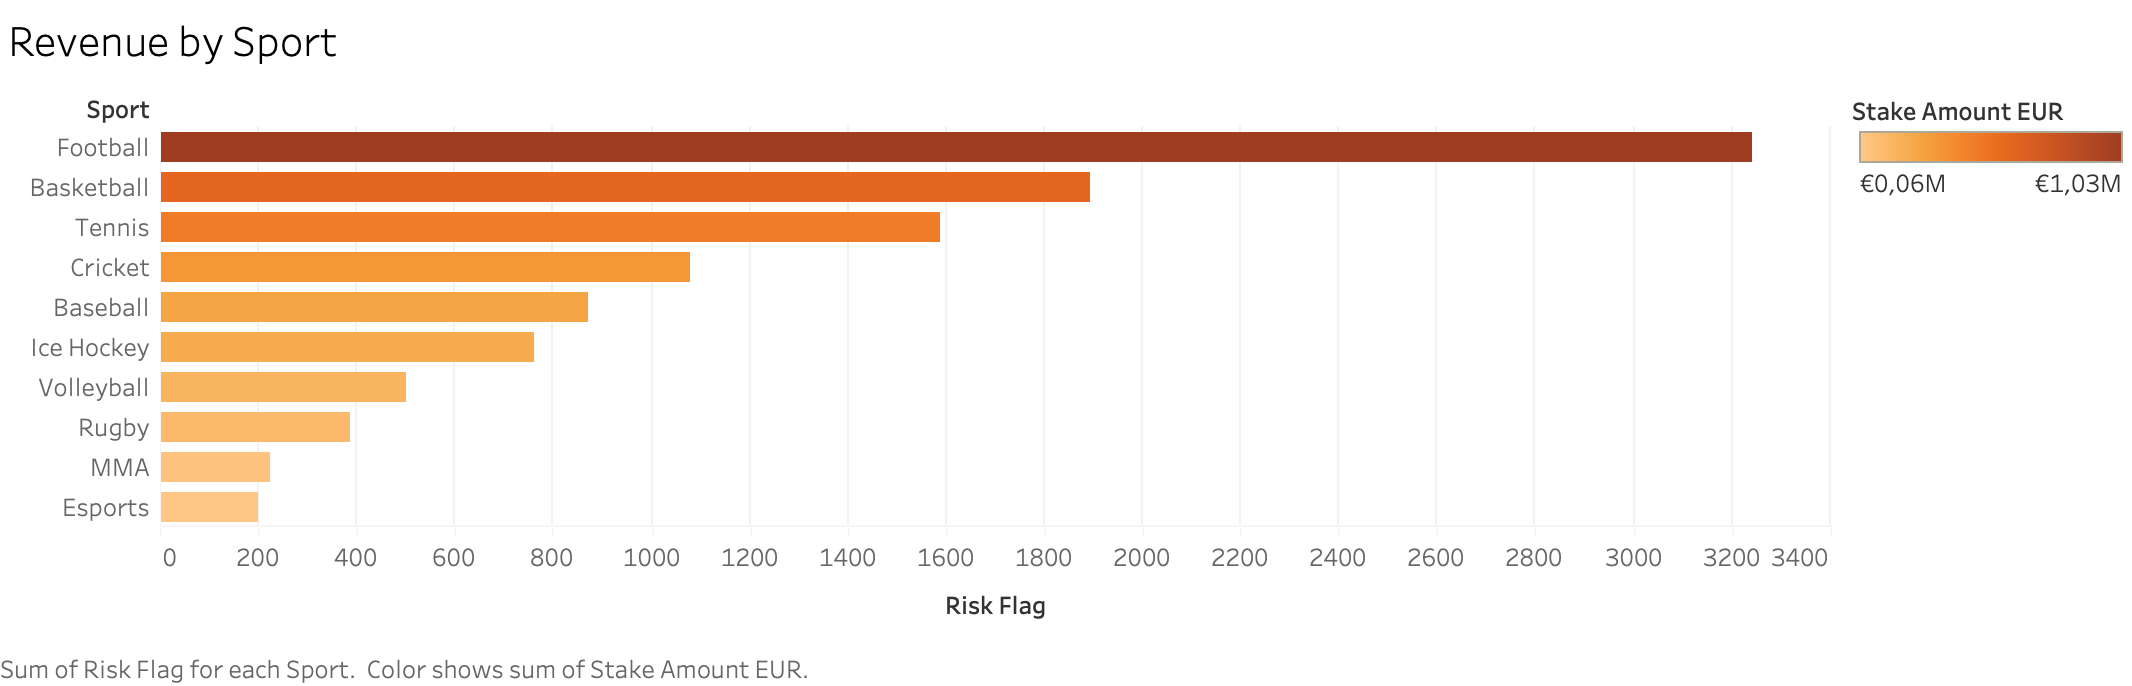 Revenue by Sport
Sport
Stake Amount EUR
Football
Basketball
€0,06M €1,03M
Tennis
Cricket
Baseball
Ice Hockey
Volleyball
Rugby
MMA
Esports
0 200 400 600 800 1000 1200 1400 1600 1800 2000 2200 2400 2600 2800 3000 3200 3400
Risk Flag
Sum of Risk Flag for each Sport.  Color shows sum of Stake Amount EUR.